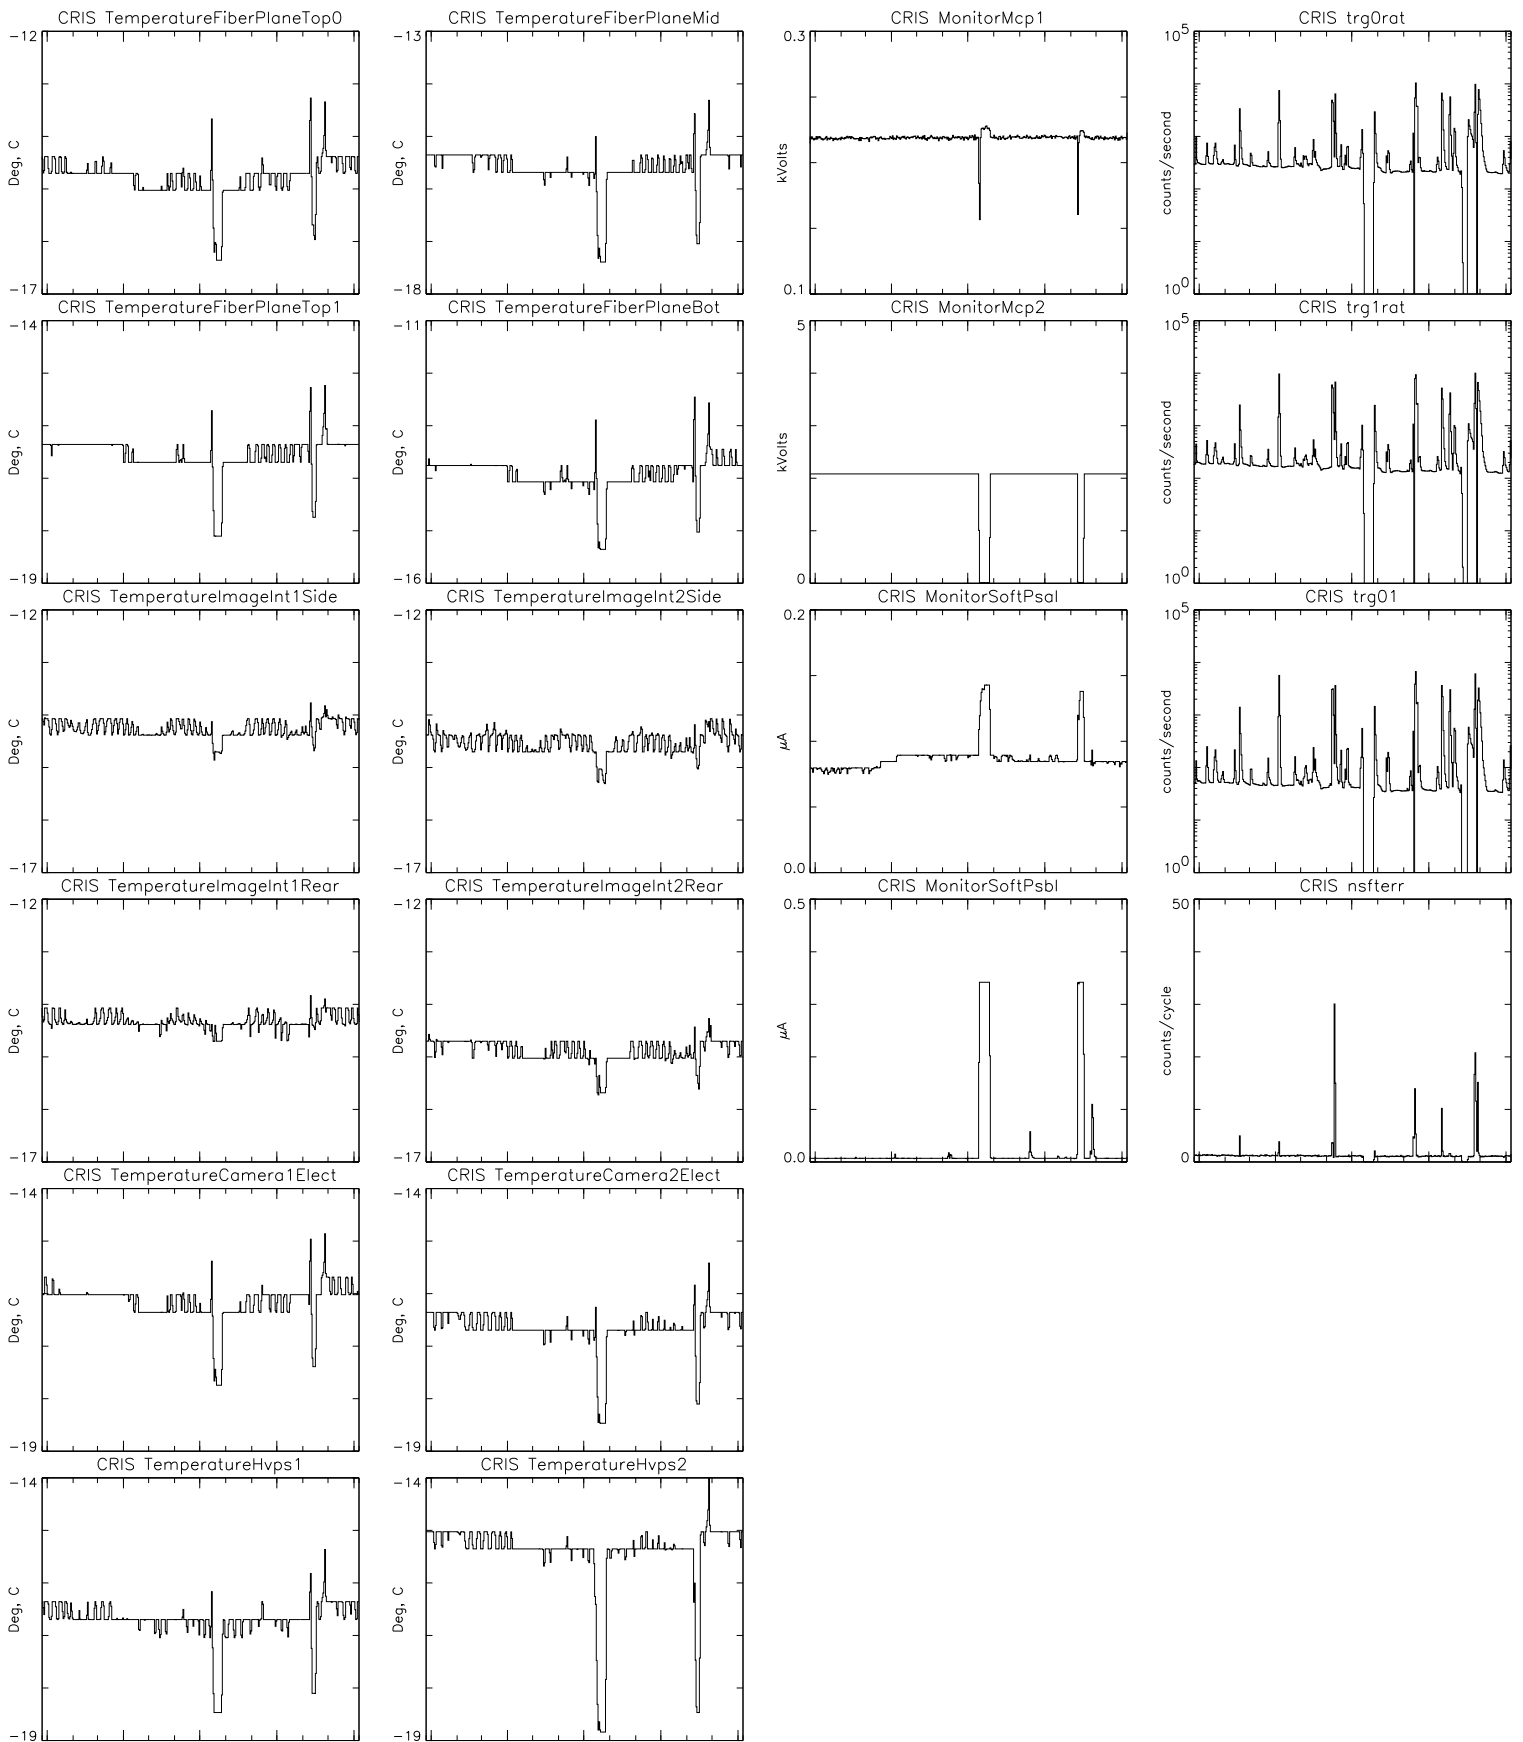 CRIS TemperatureFiberPlaneTop0
-12
Deg, C
-17
CRIS TemperatureFiberPlaneMid
-13
Deg, C
-18
CRIS MonitorMcp1
0.3
kVolts
0.1
CRIS trg0rat
10^5
counts/second
10^0
CRIS TemperatureFiberPlaneTop1
-14
Deg, C
-19
CRIS TemperatureFiberPlaneBot
-11
Deg, C
-16
CRIS MonitorMcp2
5
kVolts
0
CRIS trg1rat
10^5
counts/second
10^0
CRIS TemperatureImageInt1Side
-12
Deg, C
-17
CRIS TemperatureImageInt2Side
-12
Deg, C
-17
CRIS MonitorSoftPsaI
0.2
μA
0.0
CRIS trg01
10^5
counts/second
10^0
CRIS TemperatureImageInt1Rear
-12
Deg, C
-17
CRIS TemperatureImageInt2Rear
-12
Deg, C
-17
CRIS MonitorSoftPsbI
0.5
μA
0.0
CRIS nsfterr
50
counts/cycle
0
CRIS TemperatureCamera1Elect
-14
Deg, C
-19
CRIS TemperatureCamera2Elect
-14
Deg, C
-19
CRIS TemperatureHvps1
-14
Deg, C
-19
CRIS TemperatureHvps2
-14
Deg, C
-19